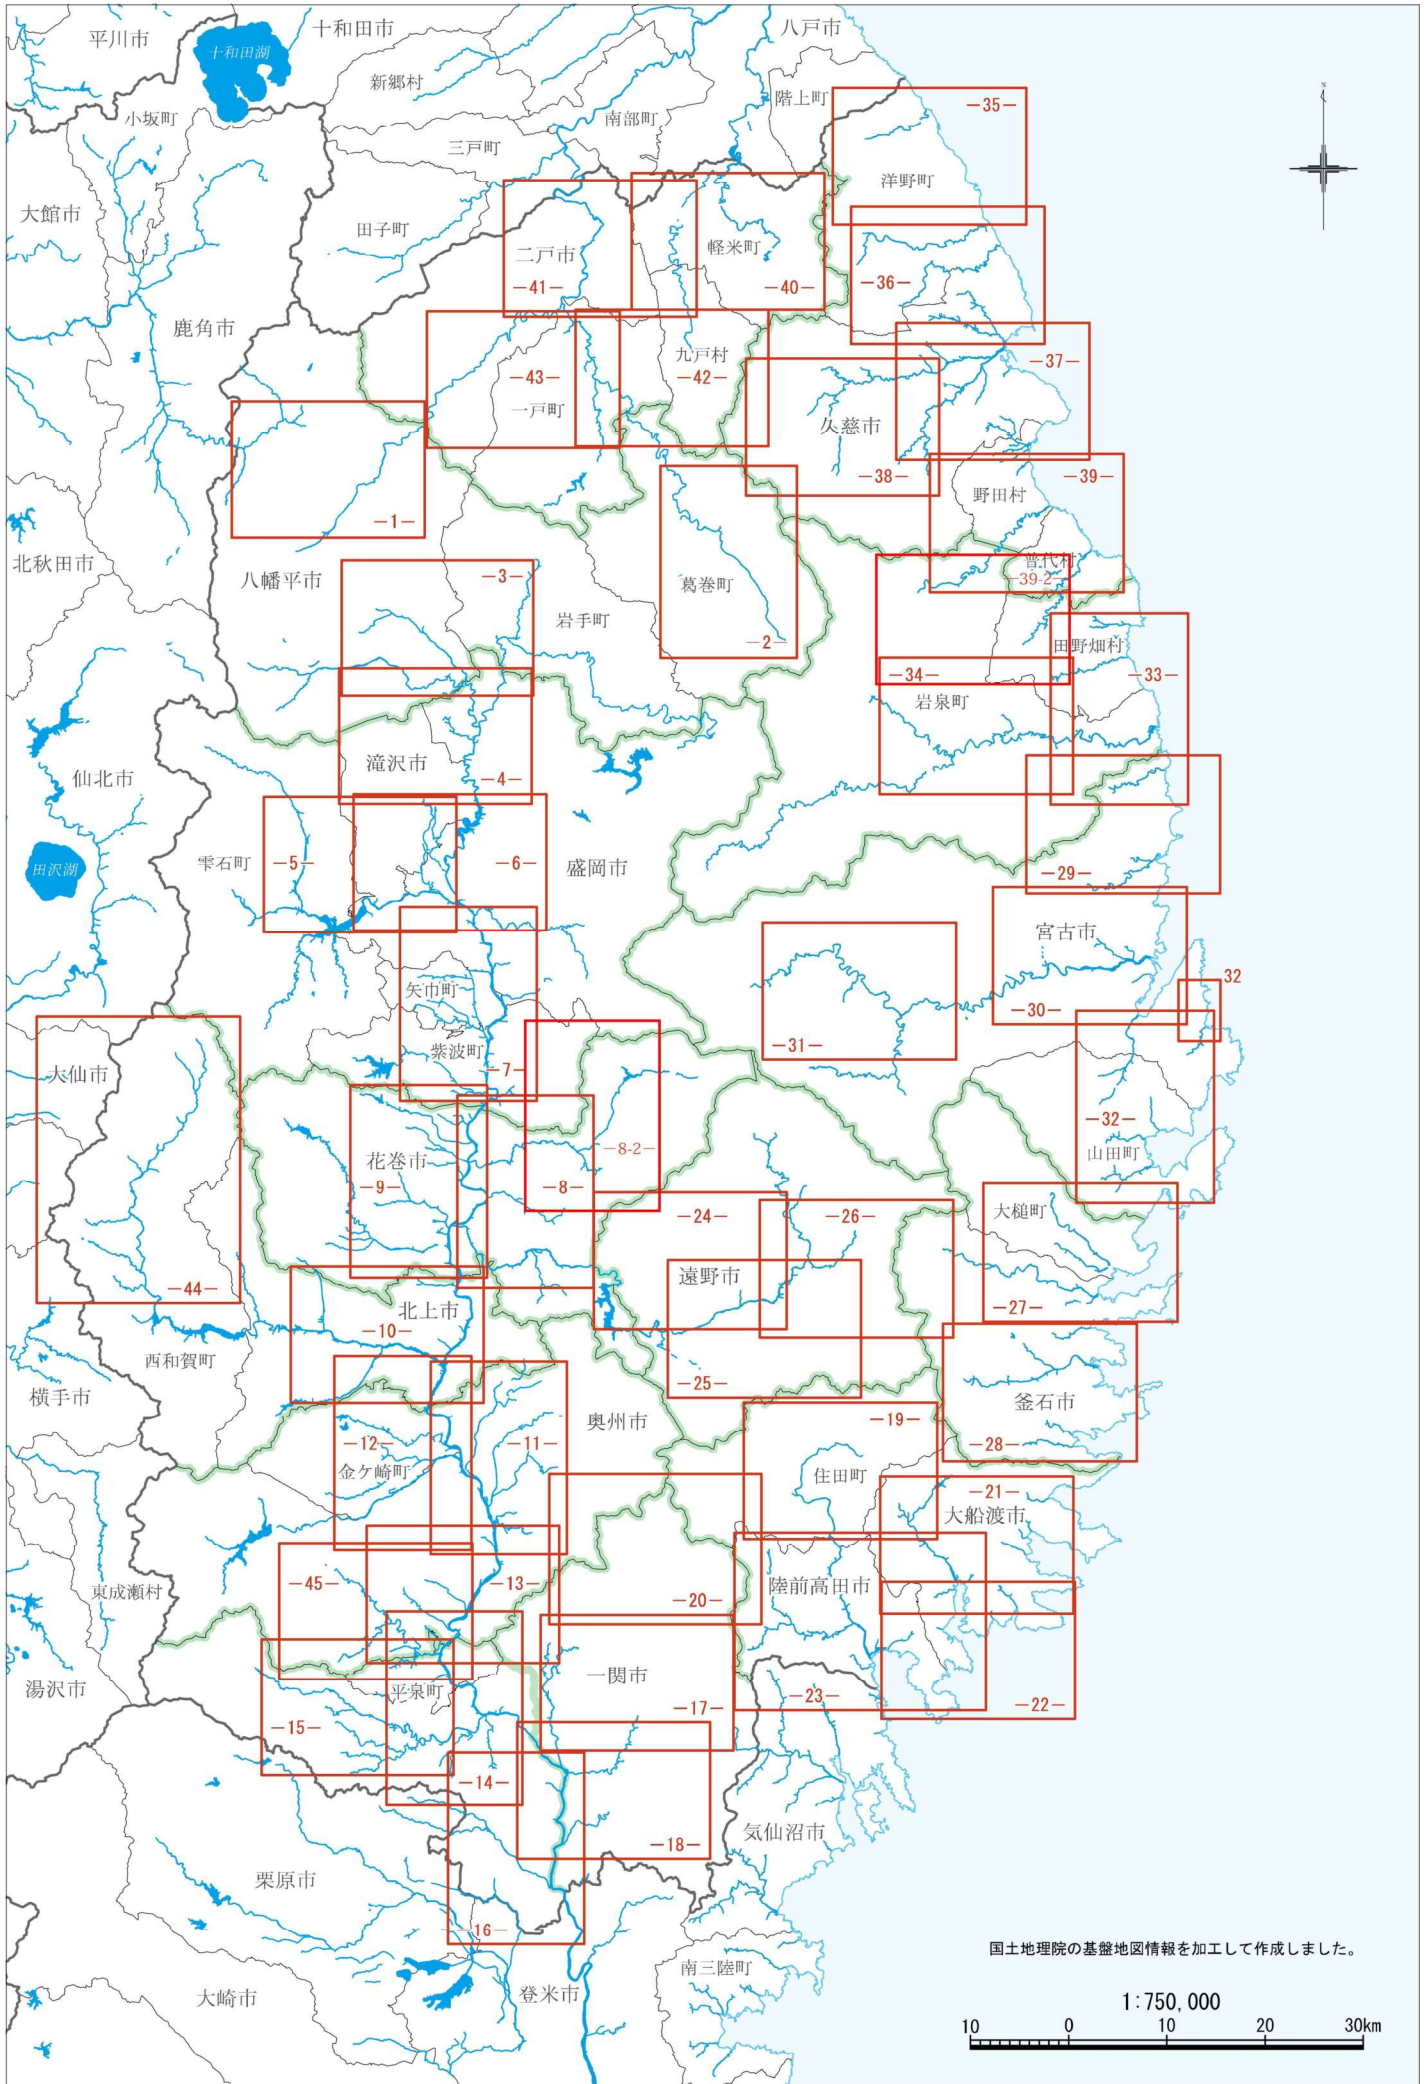 平川市
十和田市
八戸市
十和田湖
新郷村
階上町
小坂町
南部町
三戸町
−35−
N
洋野町
大館市
田子町
二戸市
軽米町
−41−
−40−
−36−
鹿角市
−43−
九戸村
−42−
−37−
一戸町
久慈市
−38−
−39−
−1−
野田村
北秋田市
八幡平市
−3−
普代村
−39-2−
葛巻町
岩手町
−2−
田野畑村
−34−
−33−
岩泉町
仙北市
滝沢市
−4−
田沢湖
雫石町
−5−
−6−
盛岡市
−29−
宮古市
32
矢巾町
−30−
−31−
紫波町
−7−
大仙市
−32−
−8-2−
山田町
花巻市
−9−
−8−
−24−
−26−
大槌町
遠野市
−44−
北上市
−10−
−27−
西和賀町
−25−
横手市
釜石市
奥州市
−19−
−12−
−11−
−28−
金ケ崎町
住田町
−21−
大船渡市
東成瀬村
−45−
−13−
陸前高田市
−20−
湯沢市
平泉町
一関市
−23−
−15−
−17−
−22−
−14−
−18−
気仙沼市
栗原市
−16−
国土地理院の基盤地図情報を加工して作成しました。
南三陸町
大崎市
登米市
1:750,000
10 0 10 20 30km